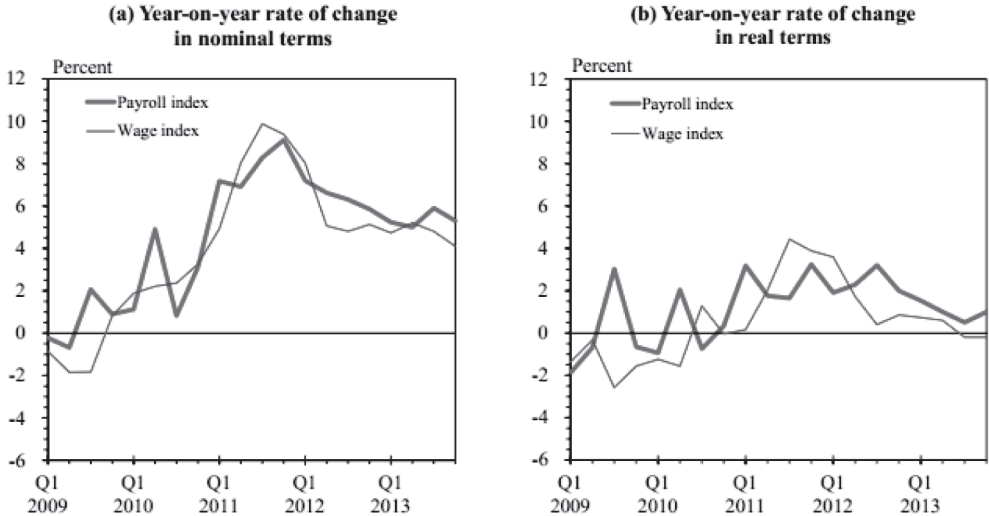 (a) Year-on-year rate of change
in nominal terms
Percent
12
10
8
6
4
2
0
-2
-4
-6
Payroll index
Wage index
Q1 Q1 Q1 Q1 Q1
2009 2010 2011 2012 2013
(b) Year-on-year rate of change
in real terms
Percent
12
10
8
6
4
2
0
-2
-4
-6
Payroll index
Wage index
Q1 Q1 Q1 Q1 Q1
2009 2010 2011 2012 2013